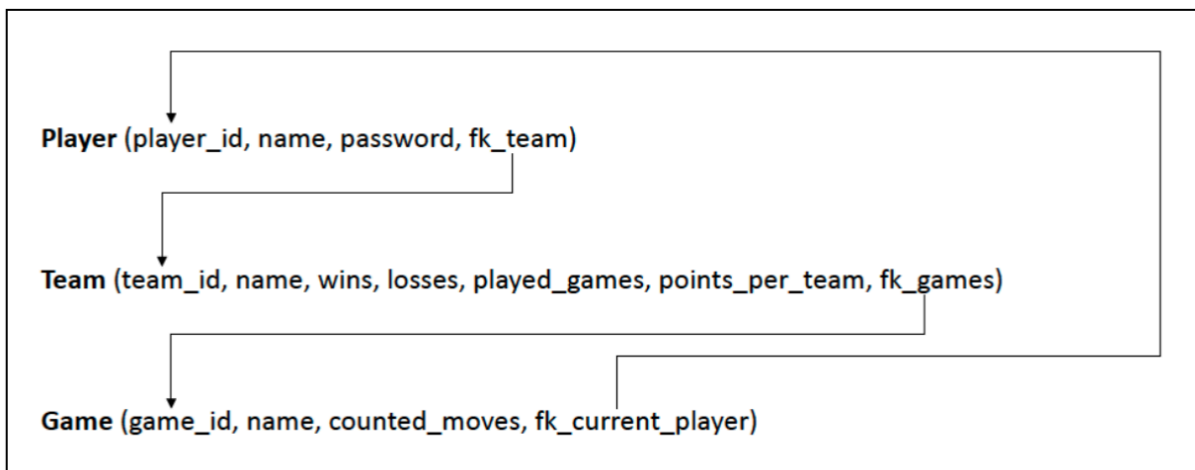 Player (player_id, name, password, fk_team)
Team (team_id, name, wins, losses, played_games, points_per_team, fk_games)
Game (game_id, name, counted_moves, fk_current_player)